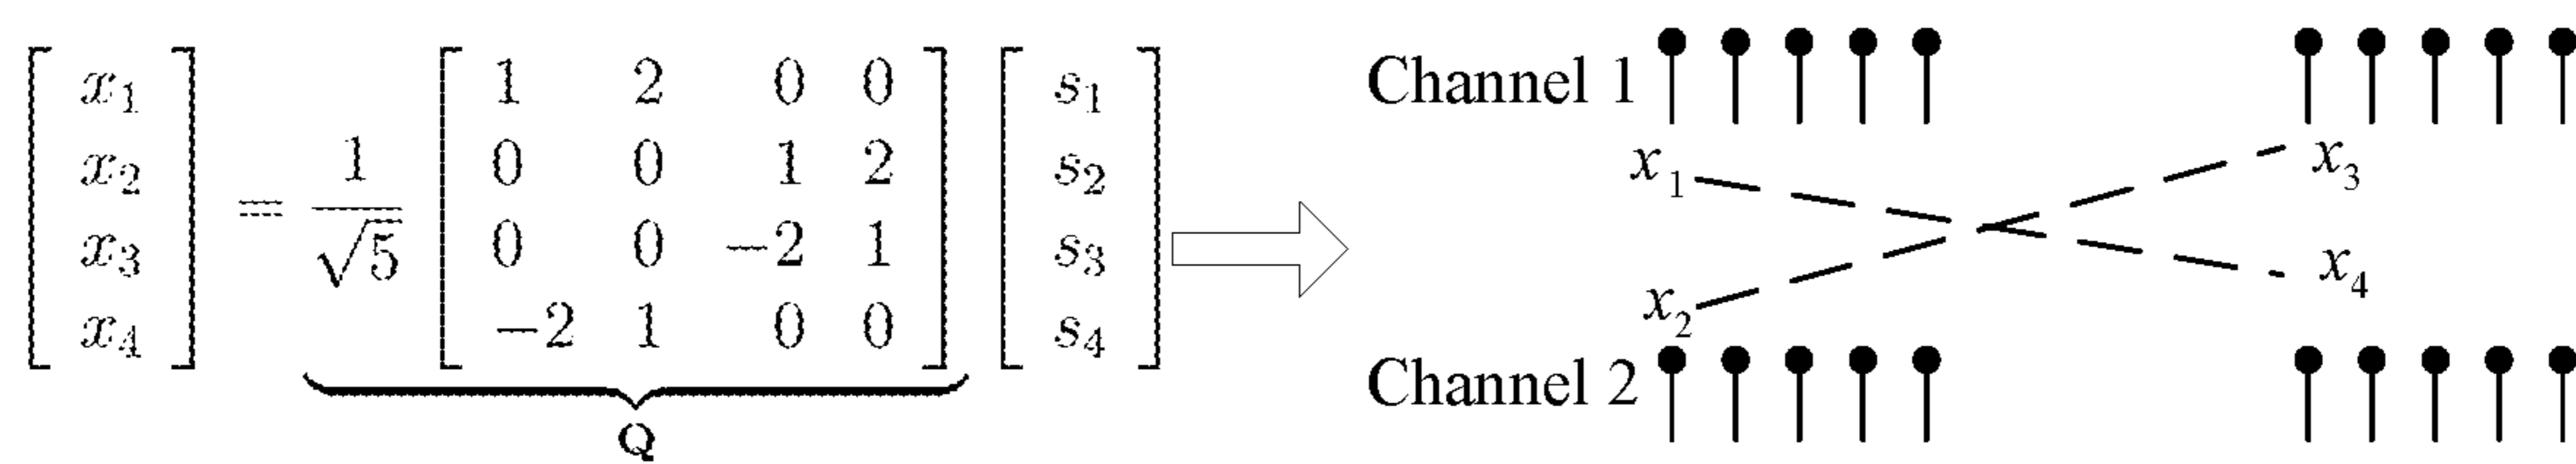 x₁ x₂ x₃ x₄ = 1/√5
1 2 0 0
0 0 1 2
0 0 −2 1
−2 1 0 0
s₁ s₂ s₃ s₄
Q
Channel 1
x₁ x₃
x₂ x₄
Channel 2